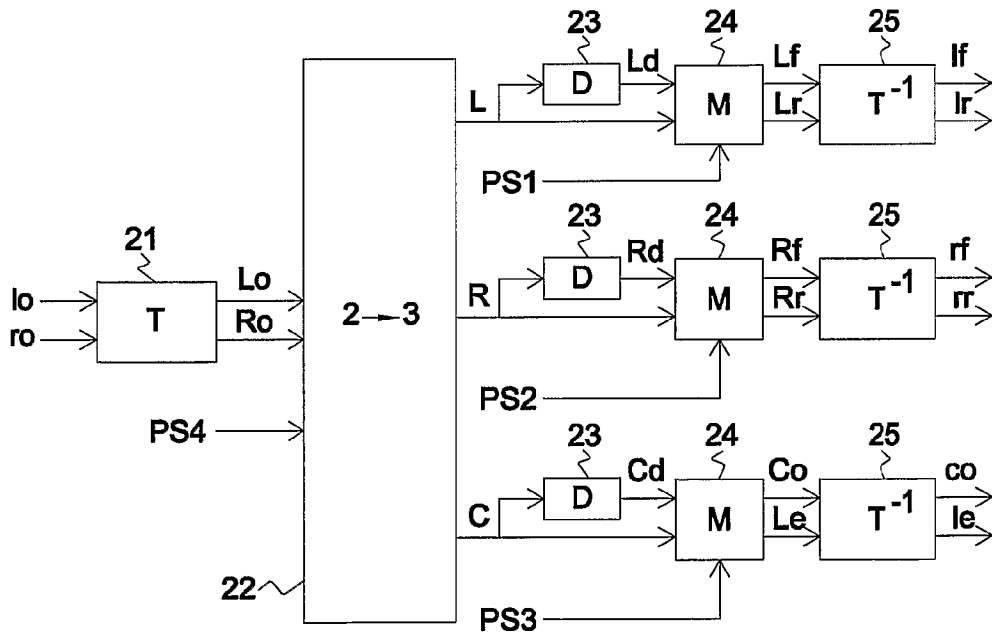 23
24
25
D
Ld
M
Lf
Lr
T⁻¹
lf
lr
L
PS1
23
24
25
D
Rd
M
Rf
Rr
T⁻¹
rf
rr
R
PS2
21
lo
ro
T
Lo
Ro
2→3
PS4
22
23
24
25
D
Cd
M
Co
Le
T⁻¹
co
le
C
PS3